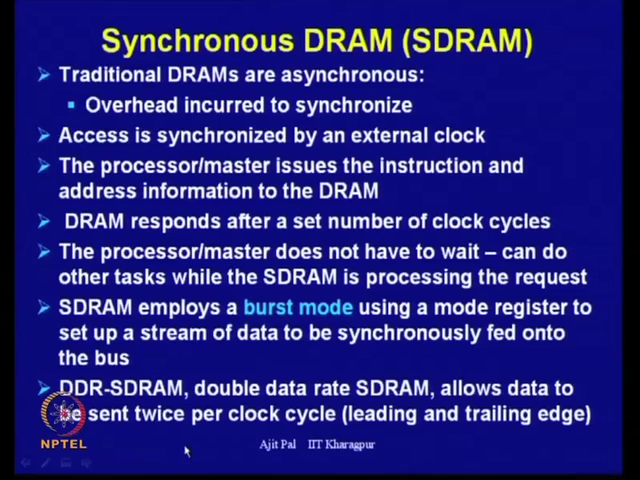 Synchronous DRAM (SDRAM)
Traditional DRAMs are asynchronous:
Overhead incurred to synchronize
Access is synchronized by an external clock
The processor/master issues the instruction and
address information to the DRAM
DRAM responds after a set number of clock cycles
The processor/master does not have to wait – can do
other tasks while the SDRAM is processing the request
SDRAM employs a burst mode using a mode register to
set up a stream of data to be synchronously fed onto
the bus
DDR-SDRAM, double data rate SDRAM, allows data to
be sent twice per clock cycle (leading and trailing edge)
NPTEL
Ajit Pal IIT Kharagpur